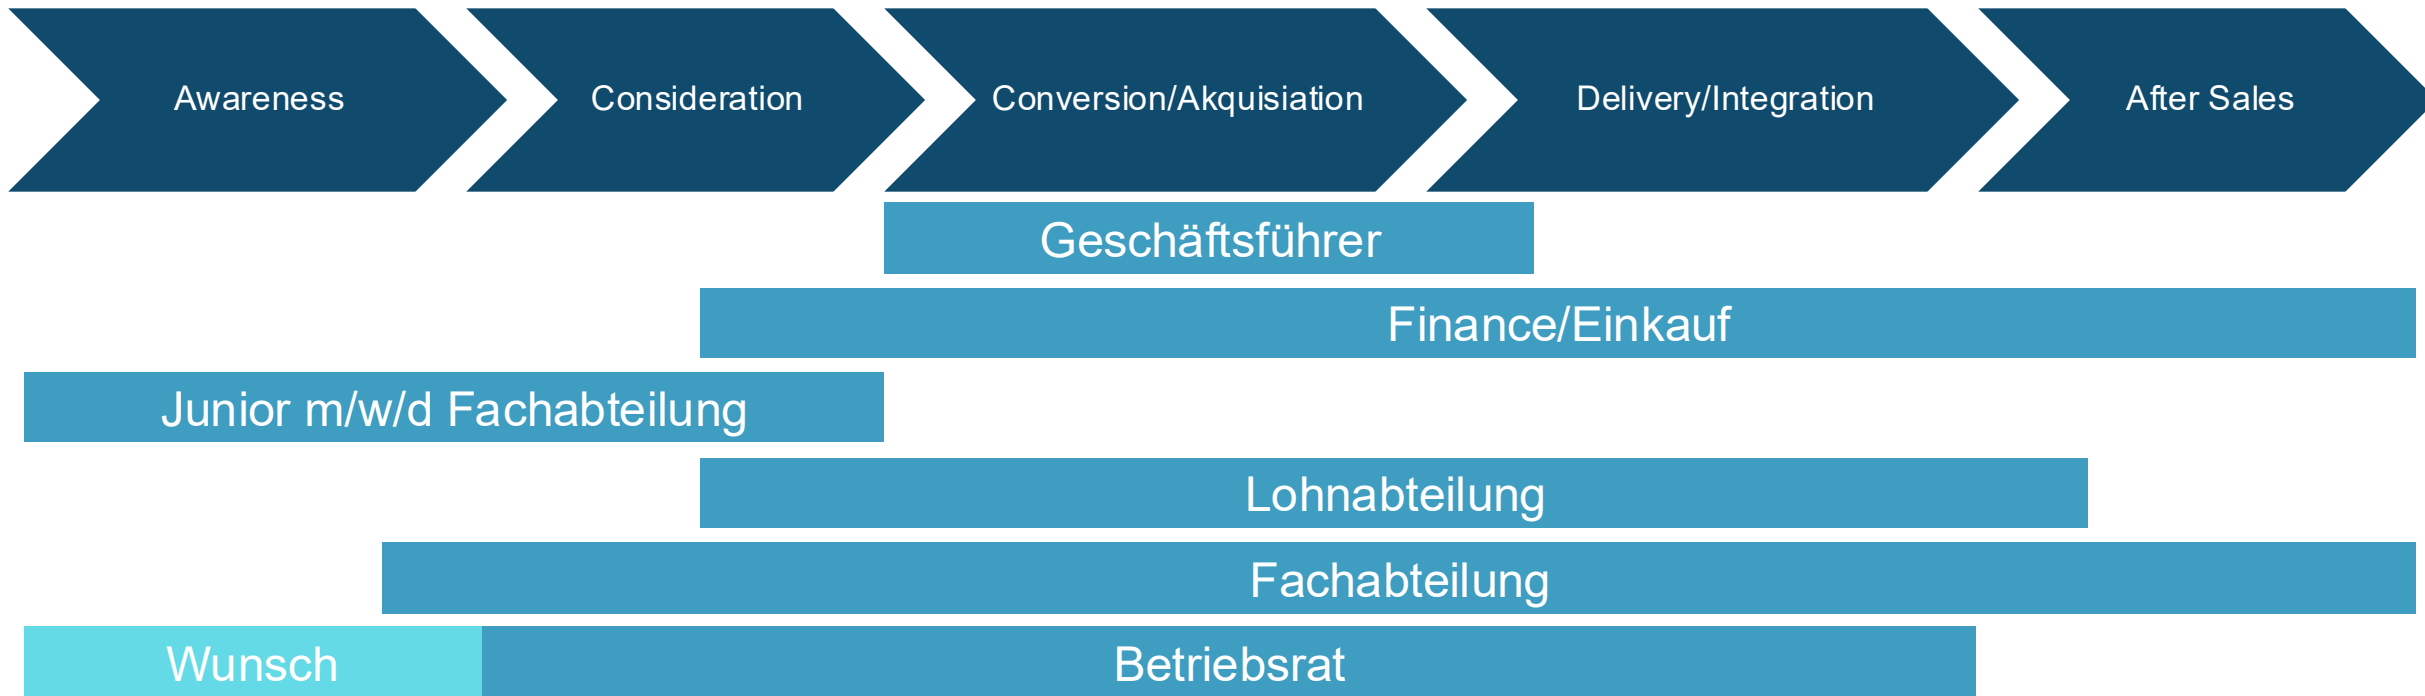 Awareness
Consideration
Conversion/Akquisiation
Delivery/Integration
After Sales
Geschäftsführer
Finance/Einkauf
Junior m/w/d Fachabteilung
Lohnabteilung
Fachabteilung
Wunsch
Betriebsrat